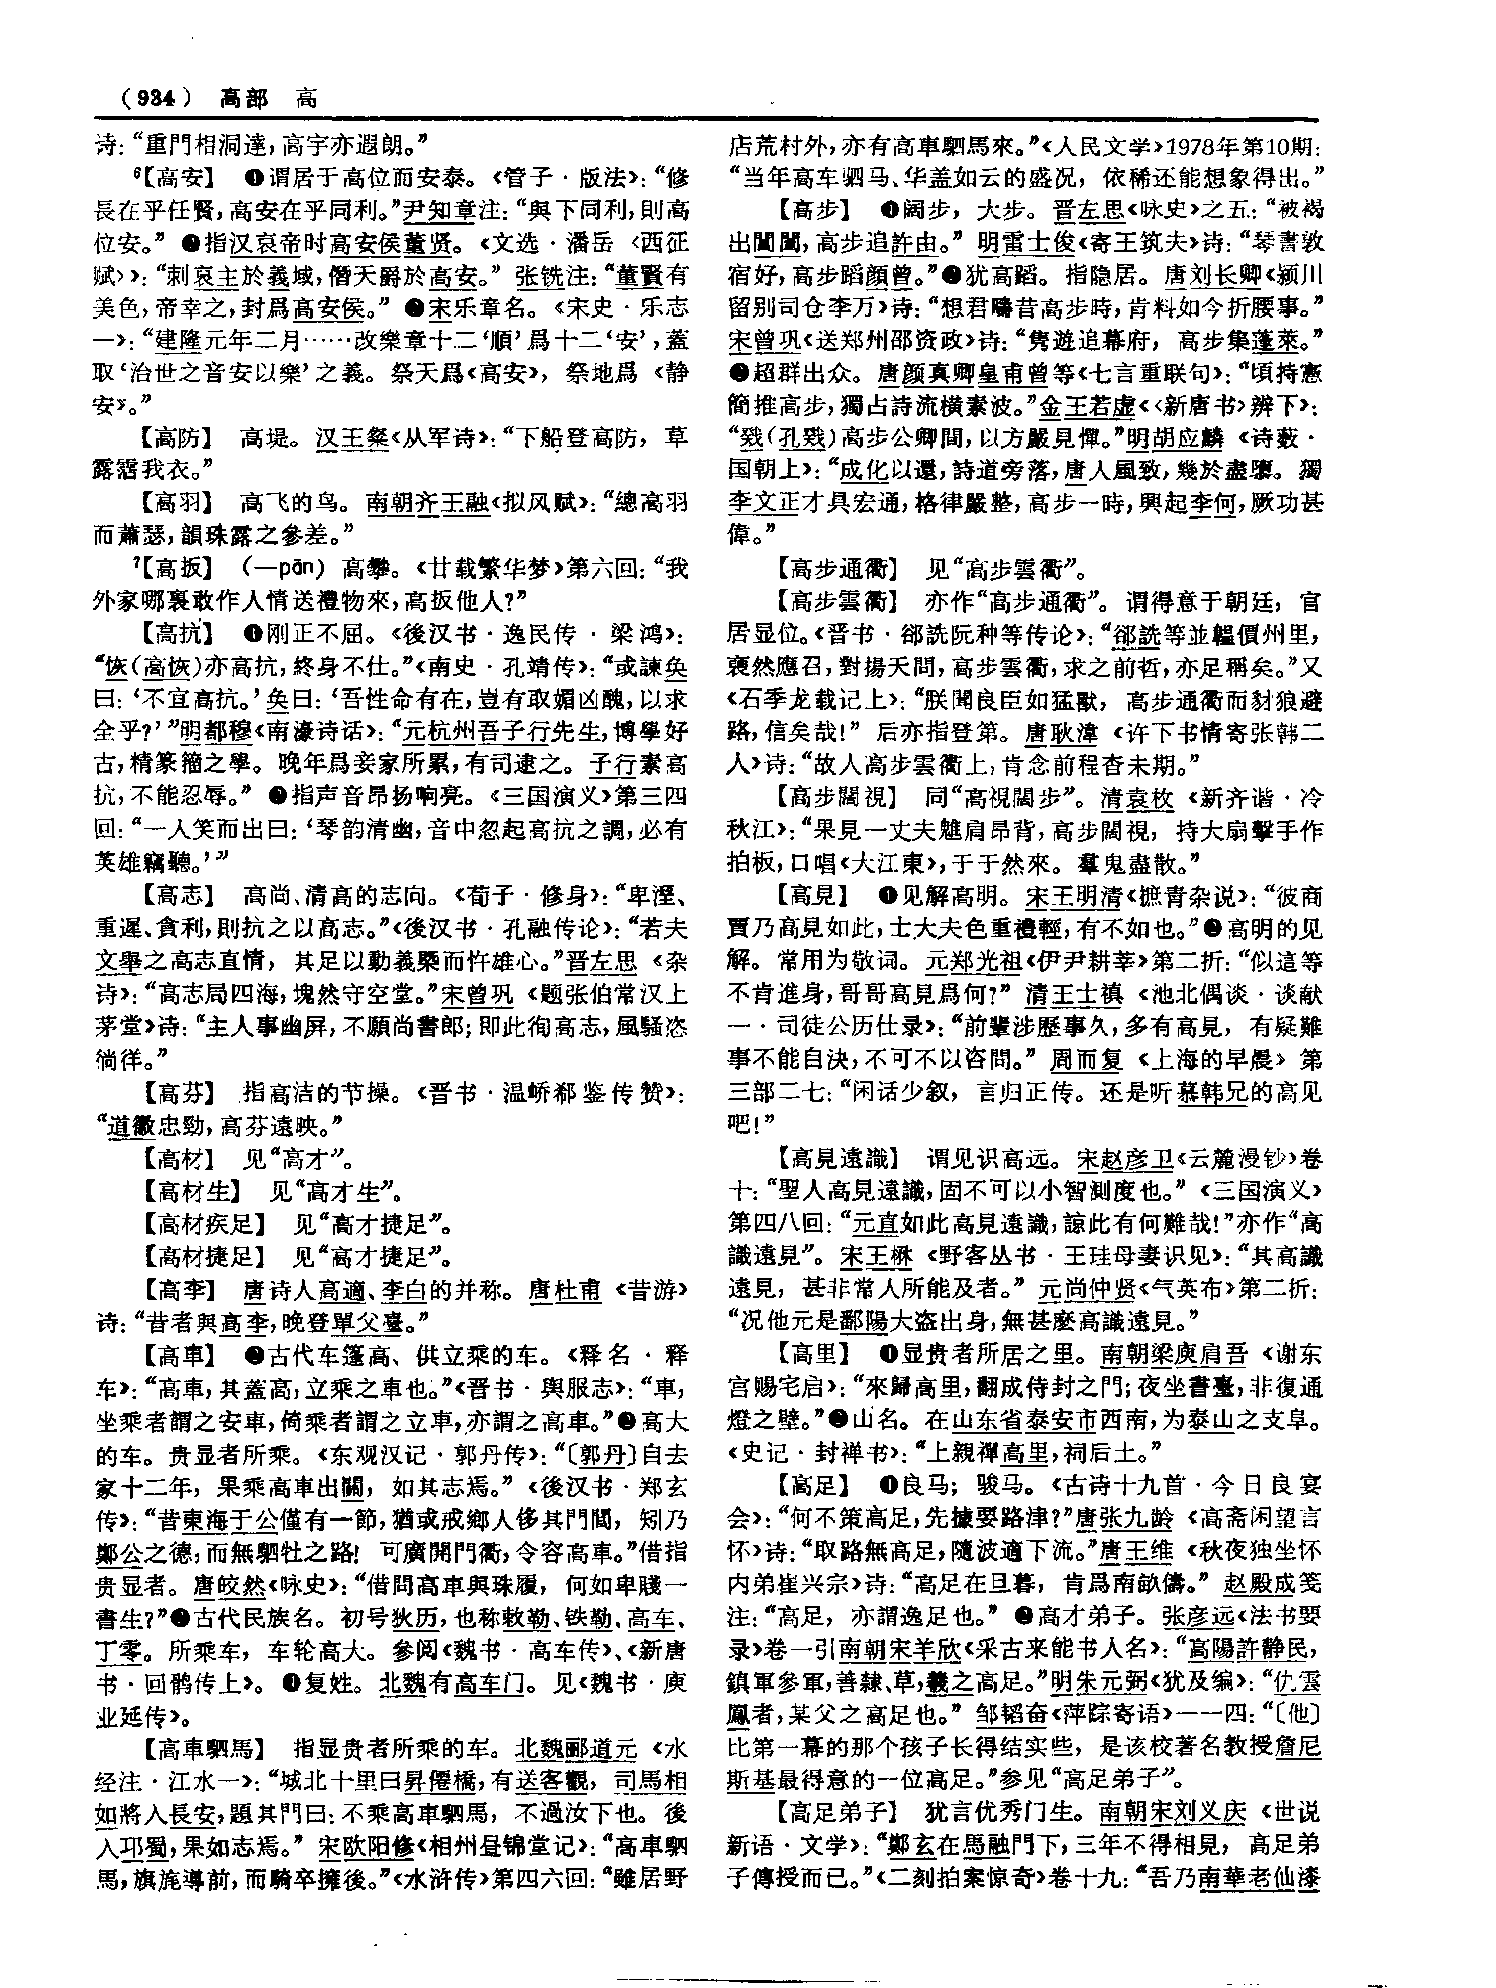 （934） 高部 高
诗：“重門相洞達，高宇亦遐朗。”
⁶【高安】 ❶谓居于高位而安泰。《管子·版法》：“修
長在乎任賢，高安在乎同利。”尹知章注：“與下同利，則高
位安。” ❷指汉哀帝时高安侯董贤。《文选·潘岳〈西征
赋〉》：“刺哀主於義域，僭天爵於高安。” 张铣注：“董賢有
美色，帝幸之，封爲高安侯。” ❸宋乐章名。《宋史·乐志
一》：“建隆元年二月……改樂章十二‘順’爲十二‘安’，蓋
取‘治世之音安以樂’之義。祭天爲《高安》，祭地爲《静
安》。”
【高防】 高堤。汉王粲《从军诗》：“下船登高防，草
露霑我衣。”
【高羽】 高飞的鸟。南朝齐王融《拟风赋》：“總高羽
而蕭瑟，韻珠露之參差。”
⁷【高扳】（—pān）高攀。《廿载繁华梦》第六回：“我
外家哪裏敢作人情送禮物來，高扳他人？”
【高抗】 ❶刚正不屈。《後汉书·逸民传·梁鸿》：
“恢（高恢）亦高抗，終身不仕。”《南史·孔靖传》：“或諫奂
曰：‘不宜高抗。’奂曰：‘吾性命有在，豈有取媚凶醜，以求
全乎？’”明都穆《南濠诗话》：“元杭州吾子行先生，博學好
古，精篆籀之學。晚年爲妾家所累，有司逮之。子行素高
抗，不能忍辱。” ❷指声音昂扬响亮。《三国演义》第三四
回：“一人笑而出曰：‘琴韵清幽，音中忽起高抗之調，必有
英雄竊聽。’”
【高志】 高尚、清高的志向。《荀子·修身》：“卑溼、
重遲、貪利，則抗之以高志。”《後汉书·孔融传论》：“若夫
文舉之高志直情，其足以動義槩而忤雄心。”晋左思《杂
诗》：“高志局四海，塊然守空堂。”宋曾巩《题张伯常汉上
茅堂》诗：“主人事幽屏，不願尚書郎；即此徇高志，風騷恣
徜徉。”
【高芬】 指高洁的节操。《晋书·温峤郗鉴传赞》：
“道徽忠勁，高芬遠映。”
【高材】 见“高才”。
【高材生】 见“高才生”。
【高材疾足】 见“高才捷足”。
【高材捷足】 见“高才捷足”。
【高李】 唐诗人高適、李白的并称。唐杜甫《昔游》
诗：“昔者與高李，晚登單父臺。”
【高車】 ❶古代车篷高、供立乘的车。《释名·释
车》：“高車，其蓋高，立乘之車也。”《晋书·舆服志》：“車，
坐乘者謂之安車，倚乘者謂之立車，亦謂之高車。”❷高大
的车。贵显者所乘。《东观汉记·郭丹传》：“〔郭丹〕自去
家十二年，果乘高車出關，如其志焉。”《後汉书·郑玄
传》：“昔東海于公僅有一節，猶或戒鄉人侈其門閭，矧乃
鄭公之德，而無駟牡之路！可廣開門衢，令容高車。”借指
贵显者。唐皎然《咏史》：“借問高車與珠履，何如卑賤一
書生？”❸古代民族名。初号狄历，也称敕勒、铁勒、高车、
丁零。所乘车，车轮高大。参阅《魏书·高车传》、《新唐
书·回鹘传上》。❹复姓。北魏有高车门。见《魏书·庾
业延传》。
【高車駟馬】 指显贵者所乘的车。北魏郦道元《水
经注·江水一》：“城北十里曰昇僊橋，有送客觀，司馬相
如將入長安，題其門曰：不乘高車駟馬，不過汝下也。後
入邛蜀，果如志焉。”宋欧阳修《相州昼锦堂记》：“高車駟
馬，旗旄導前，而騎卒擁後。”《水浒传》第四六回：“雖居野
店荒村外，亦有高車駟馬來。”《人民文学》1978年第10期：
“当年高车驷马、华盖如云的盛况，依稀还能想象得出。”
【高步】 ❶阔步，大步。晋左思《咏史》之五：“被褐
出閶闔，高步追許由。”明雷士俊《寄王筑夫》诗：“琴書敦
宿好，高步蹈顏曾。”❷犹高蹈。指隐居。唐刘长卿《颍川
留别司仓李万》诗：“想君疇昔高步時，肯料如今折腰事。”
宋曾巩《送郑州邵资政》诗：“雋遊追幕府，高步集蓬萊。”
❸超群出众。唐颜真卿皇甫曾等《七言重联句》：“頃持憲
簡推高步，獨占詩流横素波。”金王若虚《〈新唐书〉辨下》：
“戣（孔戣）高步公卿間，以方嚴見憚。”明胡应麟《诗薮·
国朝上》：“成化以還，詩道旁落，唐人風致，幾於盡隳。獨
李文正才具宏通，格律嚴整，高步一時，興起李何，厥功甚
偉。”
【高步通衢】 见“高步雲衢”。
【高步雲衢】 亦作“高步通衢”。谓得意于朝廷，官
居显位。《晋书·郤詵阮种等传论》：“郤詵等並韞價州里，
裒然應召，對揚天問，高步雲衢，求之前哲，亦足稱矣。”又
《石季龙载记上》：“朕聞良臣如猛獸，高步通衢而豺狼避
路，信矣哉！” 后亦指登第。唐耿湋《许下书情寄张韩二
人》诗：“故人高步雲衢上，肯念前程杳未期。”
【高步闊視】 同“高視闊步”。清袁枚《新齐谐·冷
秋江》：“果見一丈夫魋肩昂背，高步闊視，持大扇擊手作
拍板，口唱《大江東》，于于然來。羣鬼盡散。”
【高見】 ❶见解高明。宋王明清《摭青杂说》：“彼商
賈乃高見如此，士大夫色重禮輕，有不如也。”❷高明的见
解。常用为敬词。元郑光祖《伊尹耕莘》第二折：“似這等
不肯進身，哥哥高見爲何？”清王士禛《池北偶谈·谈献
一·司徒公历仕录》：“前輩涉歷事久，多有高見，有疑難
事不能自決，不可不以咨問。”周而复《上海的早晨》第
三部二七：“闲话少叙，言归正传。还是听慕韩兄的高见
吧！”
【高見遠識】 谓见识高远。宋赵彦卫《云麓漫钞》卷
十：“聖人高見遠識，固不可以小智測度也。”《三国演义》
第四八回：“元直如此高見遠識，諒此有何難哉！”亦作“高
識遠見”。宋王楙《野客丛书·王珪母妻识见》：“其高識
遠見，甚非常人所能及者。”元尚仲贤《气英布》第二折：
“况他元是鄱陽大盗出身，無甚麽高識遠見。”
【高里】 ❶显贵者所居之里。南朝梁庾肩吾《谢东
宫赐宅启》：“來歸高里，翻成侍封之門；夜坐書臺，非復通
燈之壁。”❷山名。在山东省泰安市西南，为泰山之支阜。
《史记·封禅书》：“上親禪高里，祠后土。”
【高足】 ❶良马；骏马。《古诗十九首·今日良宴
会》：“何不策高足，先據要路津？”唐张九龄《高斋闲望言
怀》诗：“取路無高足，隨波適下流。”唐王维《秋夜独坐怀
内弟崔兴宗》诗：“高足在旦暮，肯爲南畝儔。”赵殿成笺
注：“高足，亦謂逸足也。” ❷高才弟子。张彦远《法书要
录》卷一引南朝宋羊欣《采古来能书人名》：“高陽許静民，
鎮軍參軍，善隸、草，羲之高足。”明朱元弼《犹及编》：“仇雲
鳳者，某父之高足也。”邹韬奋《萍踪寄语》一一四：“〔他〕
比第一幕的那个孩子长得结实些，是该校著名教授詹尼
斯基最得意的一位高足。”参见“高足弟子”。
【高足弟子】 犹言优秀门生。南朝宋刘义庆《世说
新语·文学》：“鄭玄在馬融門下，三年不得相見，高足弟
子傳授而已。”《二刻拍案惊奇》卷十九：“吾乃南華老仙漆